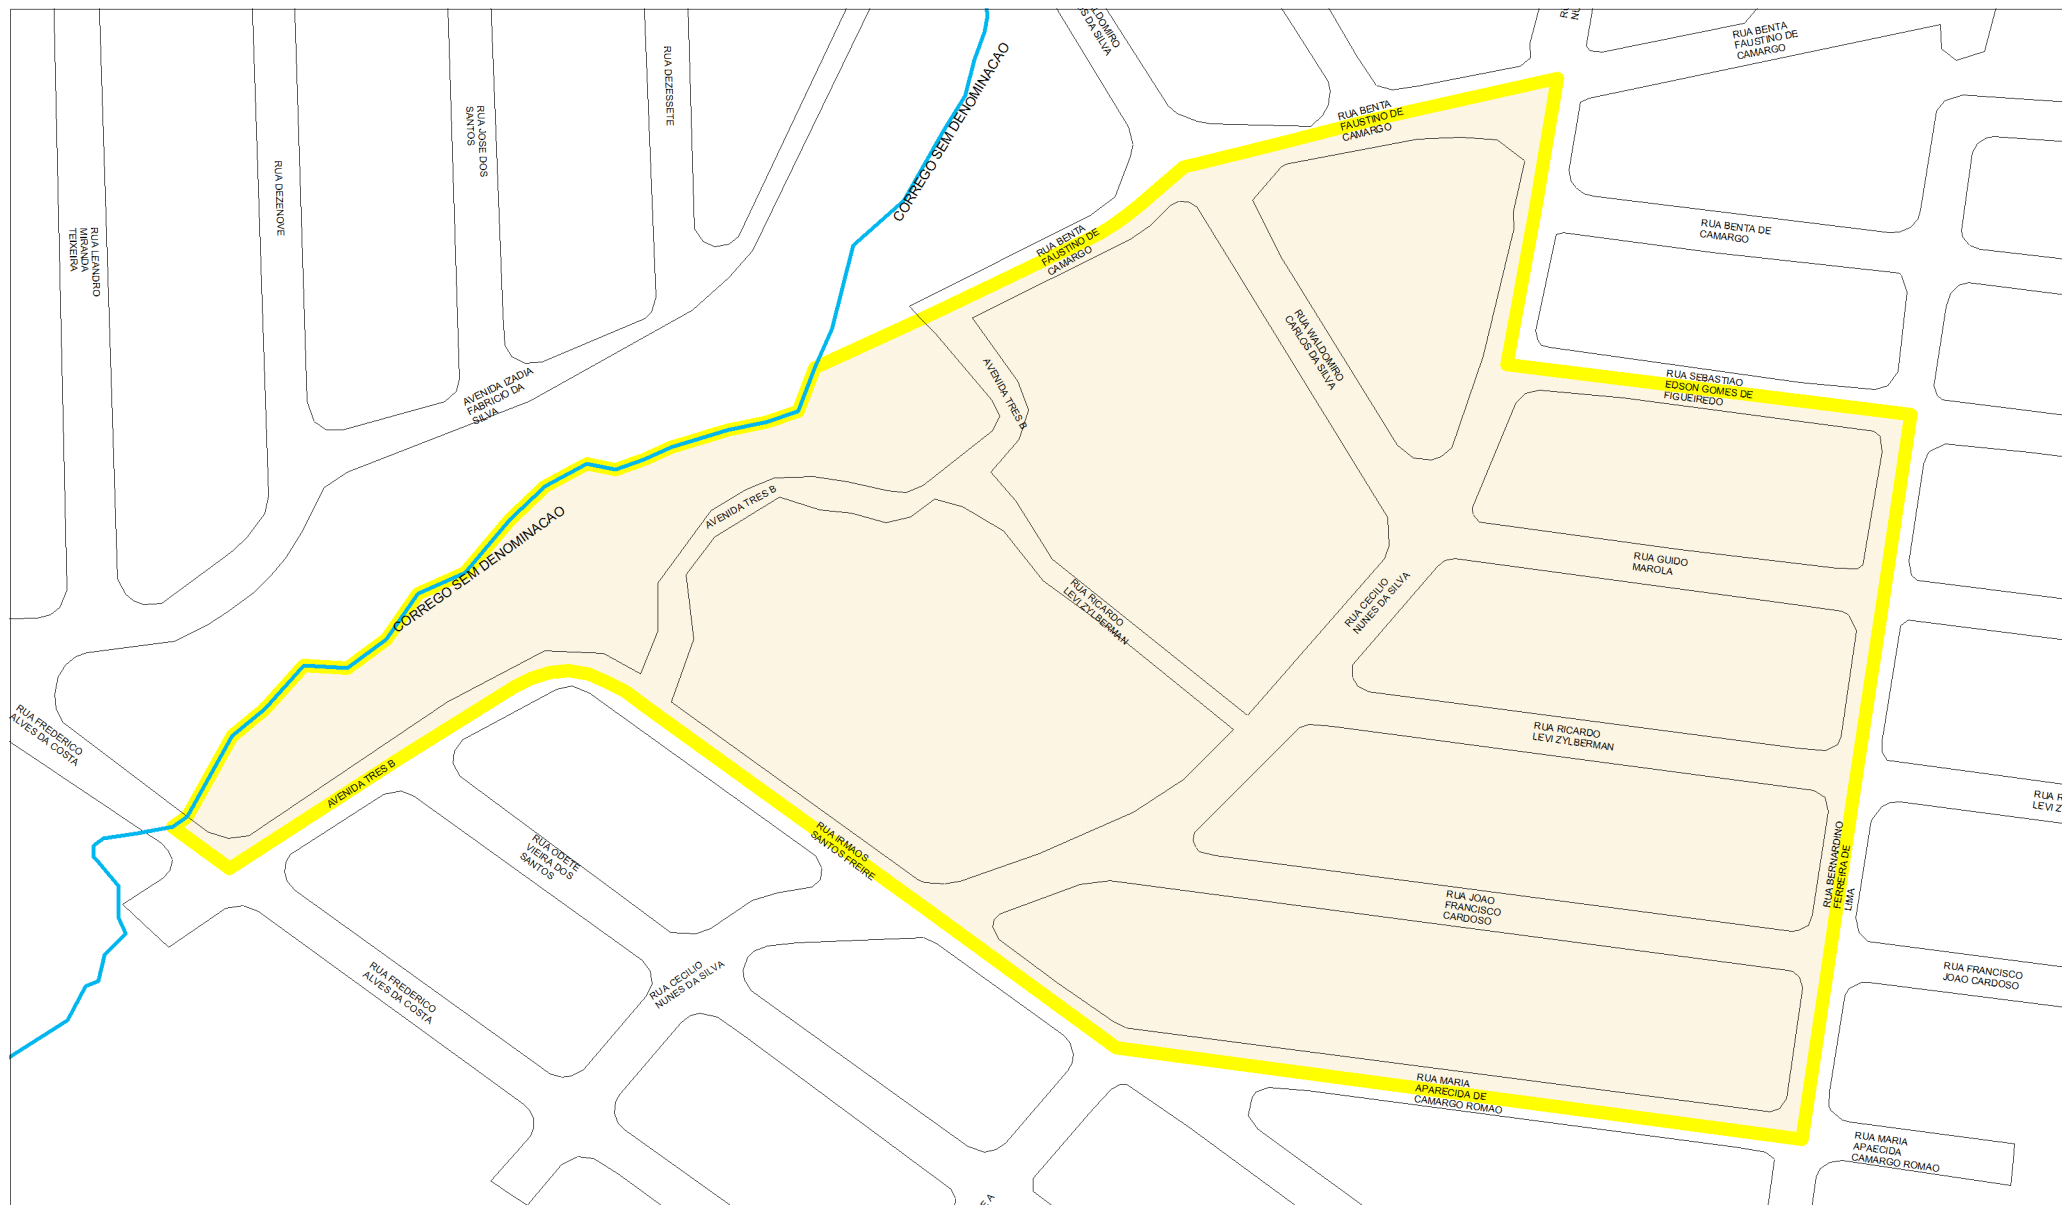 RUA BENTA
FAUSTINO DE
CAMARGO
RUA DEZESSETE
RUA JOSE DOS
SANTOS
RUA DEZENOVE
RUA LEANDRO
MIRANDA
TEIXEIRA
CORREGO SEM DENOMINACAO
RUA BENTA
FAUSTINO DE
CAMARGO
RUA BENTA
FAUSTINO DE
CAMARGO
RUA BENTA DE
CAMARGO
RUA WALDOMIRO
CARLOS DA SILVA
AVENIDA TRES B
AVENIDA IZADIA
FABRICIO DA
SILVA
RUA SEBASTIAO
EDSON GOMES DE
FIGUEIREDO
AVENIDA TRES B
CORREGO SEM DENOMINACAO
RUA GUIDO
MAROLA
RUA RICARDO
LEVI ZYLBERMAN
RUA CECILIO
NUNES DA SILVA
RUA FREDERICO
ALVES DA COSTA
RUA RICARDO
LEVI ZYLBERMAN
AVENIDA TRES B
RUA R
LEVI Z
RUA IRMAOS
SANTOS FREIRE
RUA ODETE
VIEIRA DOS
SANTOS
RUA BERNARDINO
FERREIRA DE
LIMA
RUA JOAO
FRANCISCO
CARDOSO
RUA FREDERICO
ALVES DA COSTA
RUA CECILIO
NUNES DA SILVA
RUA FRANCISCO
JOAO CARDOSO
RUA MARIA
APARECIDA DE
CAMARGO ROMAO
RUA MARIA
APAECIDA
CAMARGO ROMAO